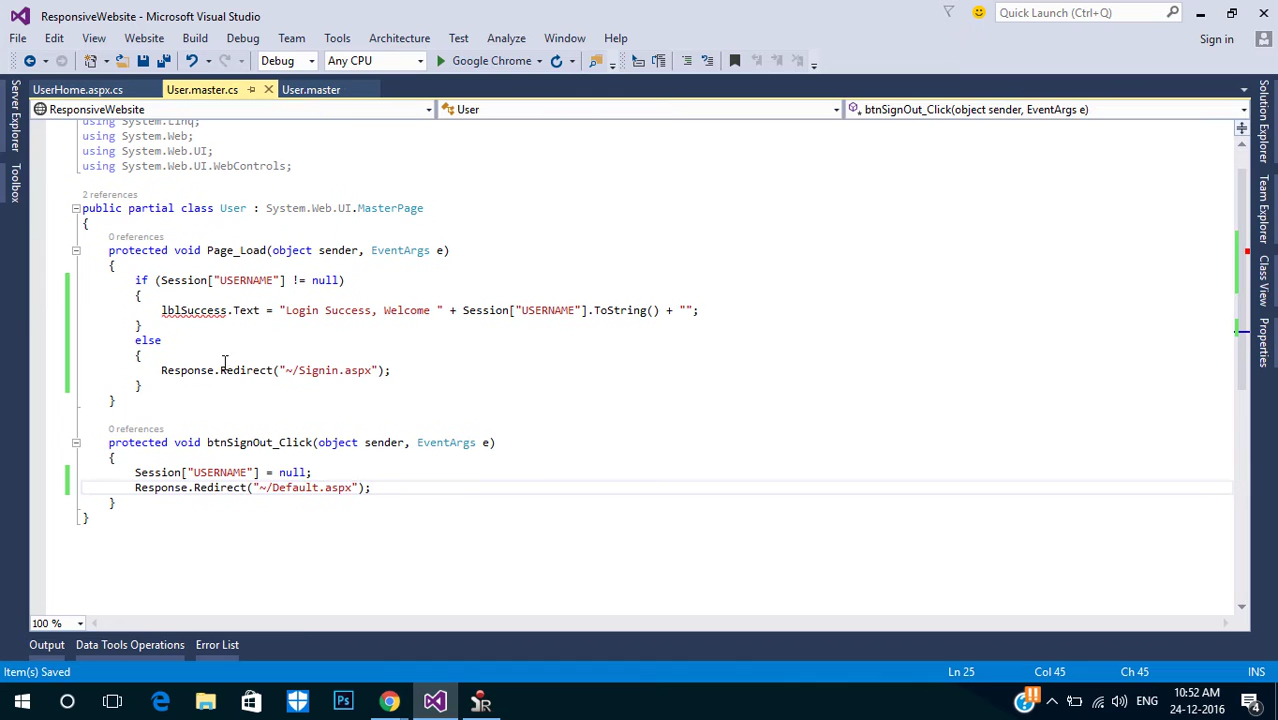 ResponsiveWebsite - Microsoft Visual Studio
Quick Launch (Ctrl+Q)
File Edit View Website Build Debug Team Tools Architecture Test Analyze Window Help
Sign in
Debug Any CPU Google Chrome
UserHome.aspx.cs User.master.cs User.master
ResponsiveWebsite User btnSignOut_Click(object sender, EventArgs e)
using System.Linq;
using System.Web;
using System.Web.UI;
using System.Web.UI.WebControls;
2 references
public partial class User : System.Web.UI.MasterPage
{
0 references
protected void Page_Load(object sender, EventArgs e)
{
if (Session["USERNAME"] != null)
{
lblSuccess.Text = "Login Success, Welcome " + Session["USERNAME"].ToString() + "";
}
else
{
Response.Redirect("~/Signin.aspx");
}
}
0 references
protected void btnSignOut_Click(object sender, EventArgs e)
{
Session["USERNAME"] = null;
Response.Redirect("~/Default.aspx");
}
}
Server Explorer
Toolbox
Solution Explorer
Team Explorer
Class View
Properties
100 %
Output Data Tools Operations Error List
Item(s) Saved Ln 25 Col 45 Ch 45 INS
ENG
10:52 AM
24-12-2016
4